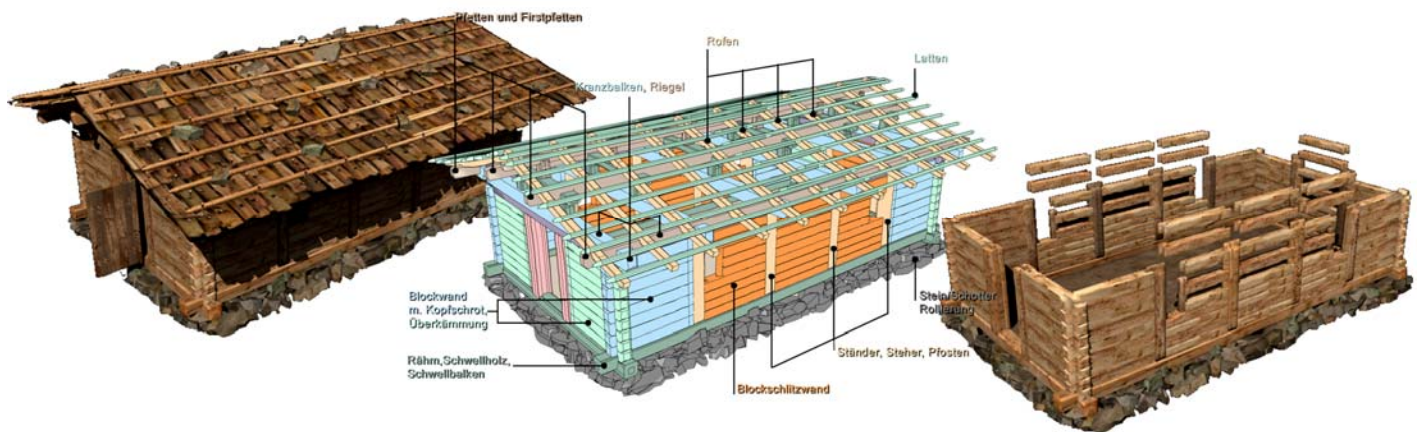 Pfetten und Firstpfetten
Rofen
Latten
Kranzbalken, Riegel
Blockwand
m. Kopfschrot,
Überkämmung
Stein/Schotter
Rollierung
Rähm,Schwellholz,
Schwellbalken
Ständer, Steher, Pfosten
Blockschlitzwand